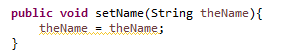 public void setName(String theName){
    theName = theName;
}